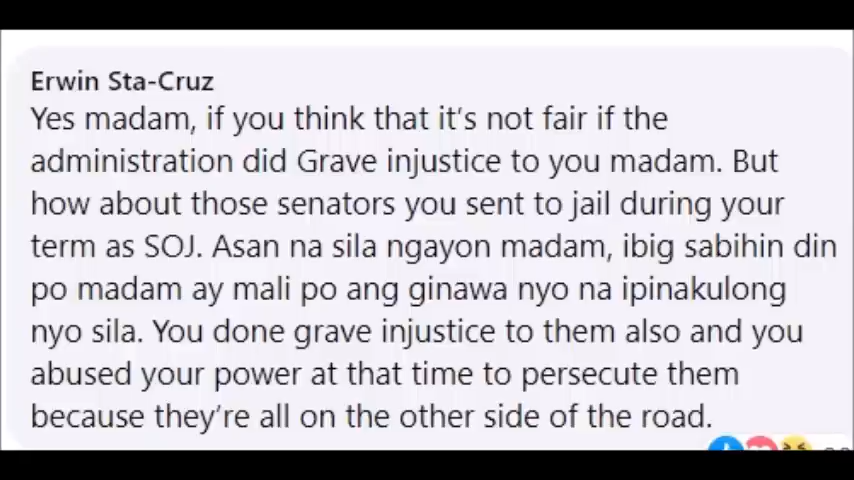 Erwin Sta-Cruz
Yes madam, if you think that it's not fair if the
administration did Grave injustice to you madam. But
how about those senators you sent to jail during your
term as SOJ. Asan na sila ngayon madam, ibig sabihin din
po madam ay mali po ang ginawa nyo na ipinakulong
nyo sila. You done grave injustice to them also and you
abused your power at that time to persecute them
because they're all on the other side of the road.